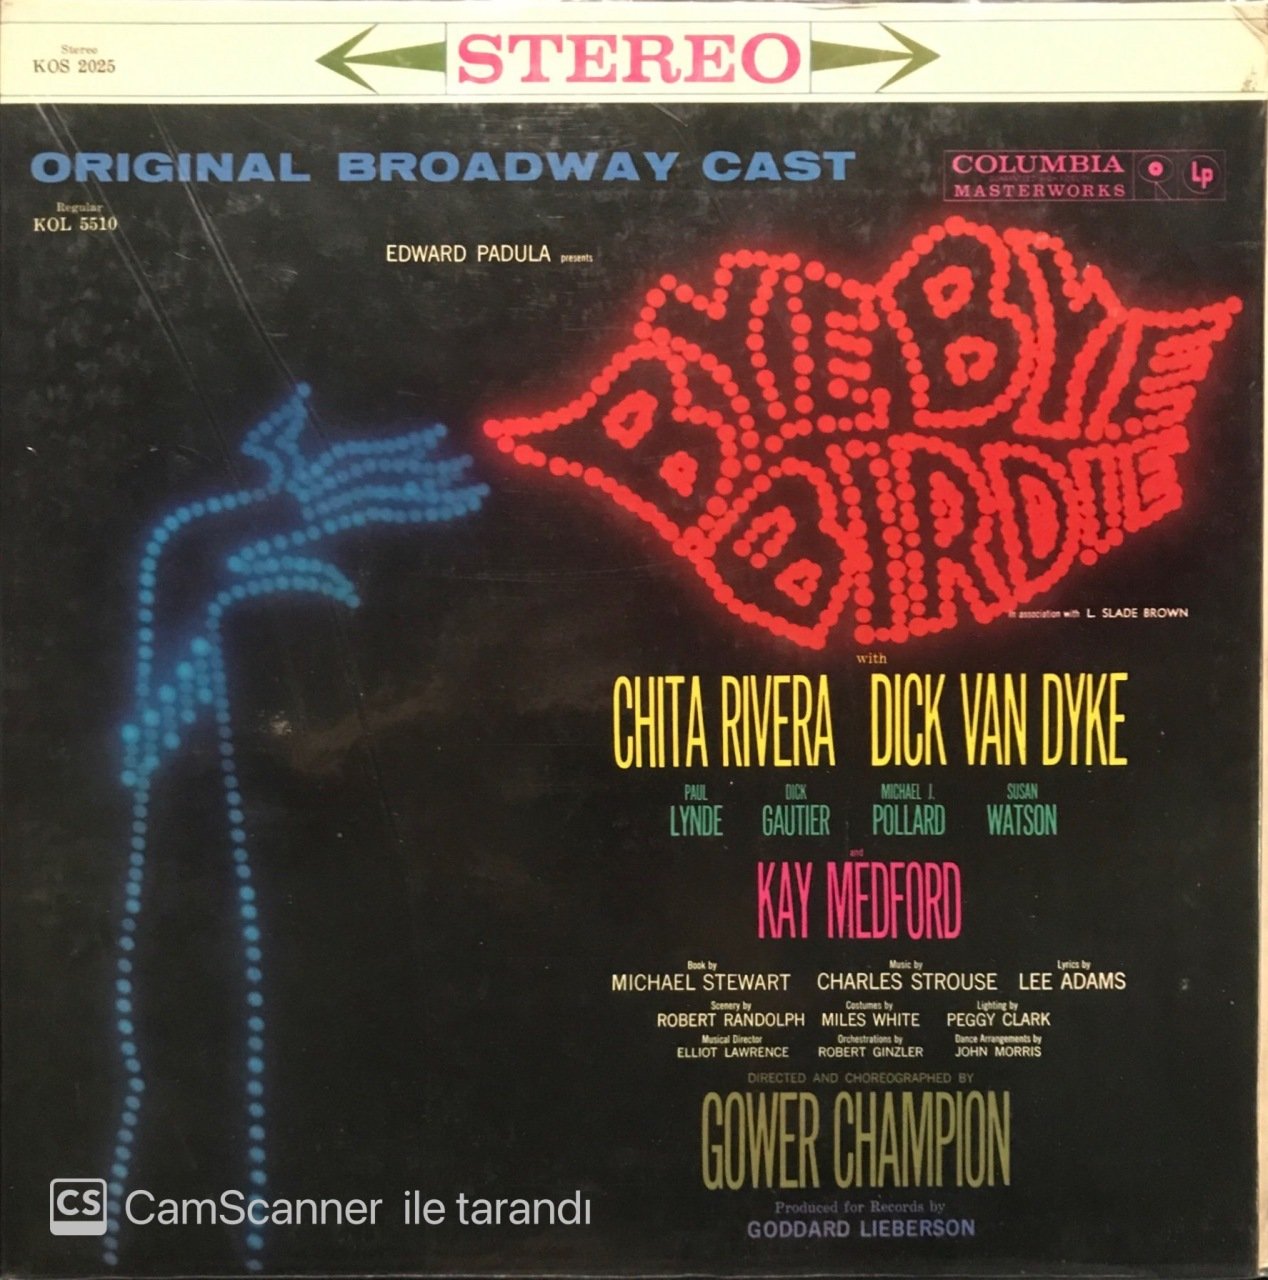 Stereo
KOS 2025
STEREO
ORIGINAL BROADWAY CAST
COLUMBIA
MASTERWORKS
Lp
Regular
KOL 5510
EDWARD PADULA presents
BYE BYE
BIRDIE
in association with L. SLADE BROWN
with
CHITA RIVERA DICK VAN DYKE
PAUL DICK MICHAEL J. SUSAN
LYNDE GAUTIER POLLARD WATSON
and
KAY MEDFORD
Book by Music by Lyrics by
MICHAEL STEWART CHARLES STROUSE LEE ADAMS
Scenery by Costumes by Lighting by
ROBERT RANDOLPH MILES WHITE PEGGY CLARK
Musical Director Orchestrations by Dance Arrangements by
ELLIOT LAWRENCE ROBERT GINZLER JOHN MORRIS
DIRECTED AND CHOREOGRAPHED BY
GOWER CHAMPION
Produced for Records by
GODDARD LIEBERSON
CS CamScanner ile tarandı